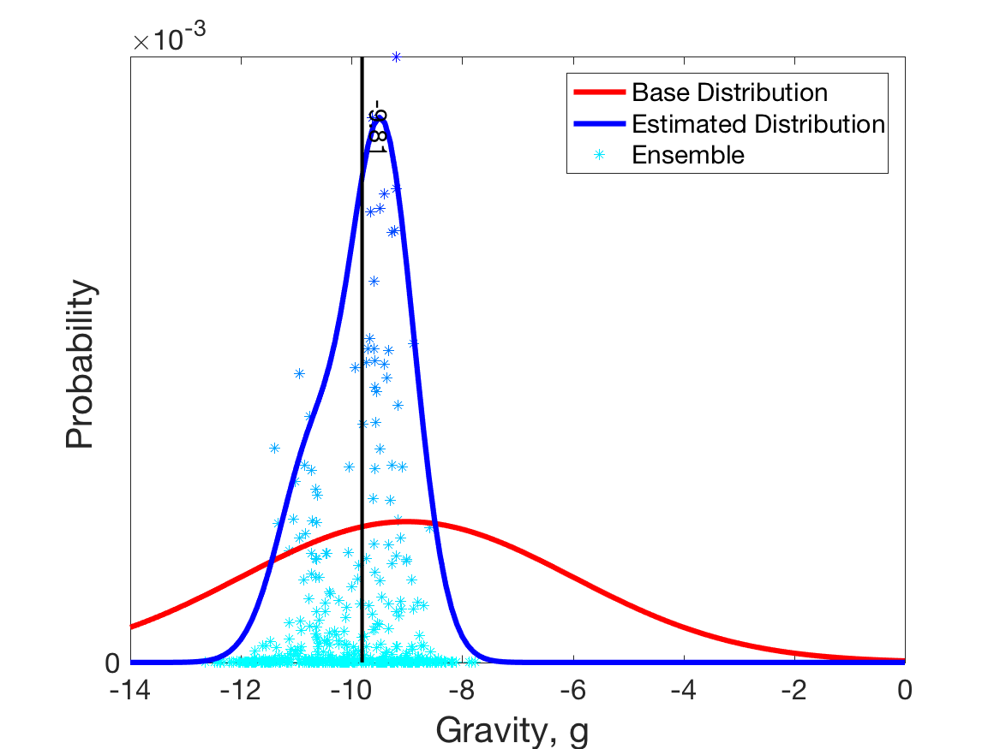 ×10-3
Base Distribution
Estimated Distribution
Ensemble
-9.81
Probability
0
-14 -12 -10 -8 -6 -4 -2 0
Gravity, g